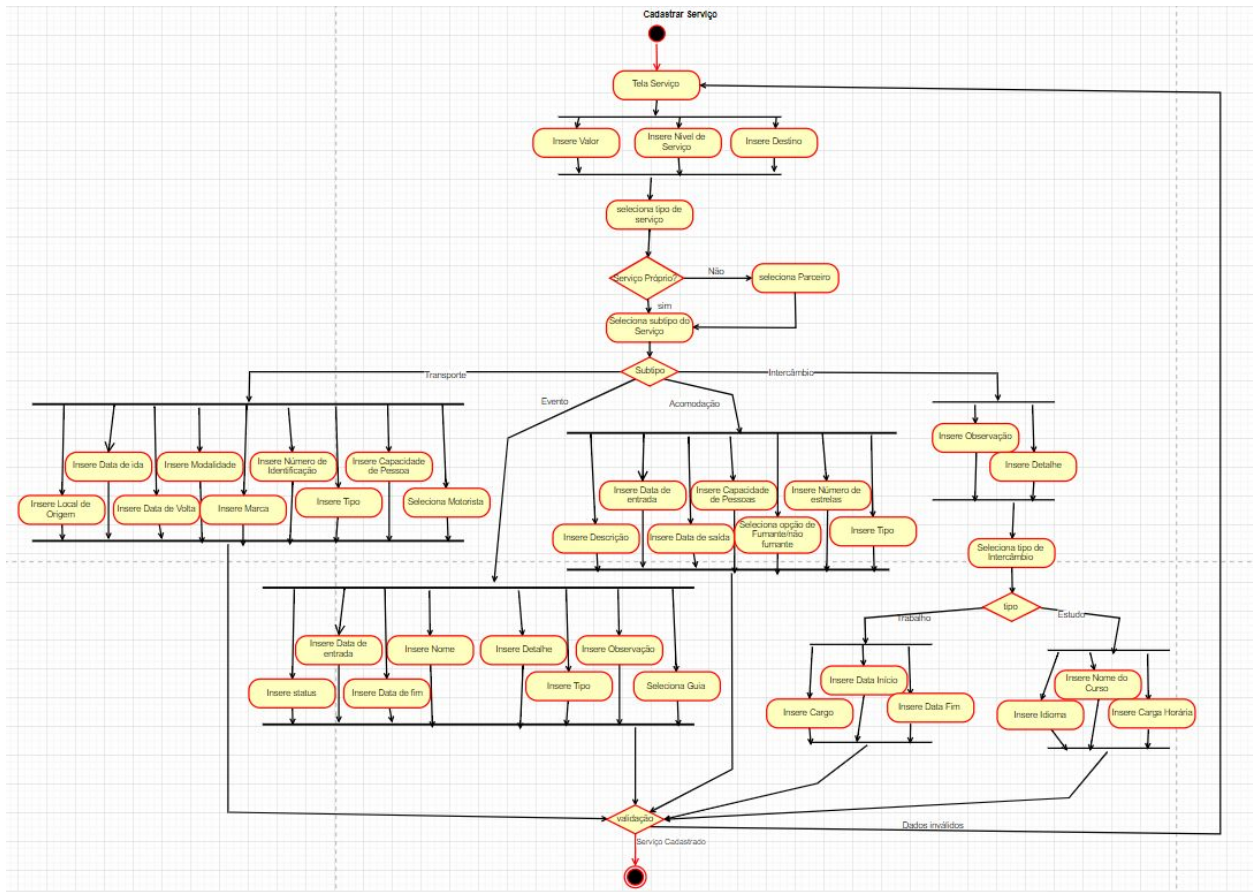 Cadastrar Serviço
Tela Serviço
Insere Valor
Insere Nivel de
Serviço
Insere Destino
seleciona tipo de
serviço
Serviço Próprio?
Não
seleciona Parceiro
sim
Seleciona subtipo do
Serviço
Subtipo
Transporte
Evento
Acomodação
Intercâmbio
Insere Local de
Origem
Insere Data de ida
Insere Data de Volta
Insere Modalidade
Insere Marca
Insere Número de
Identificação
Insere Tipo
Insere Capacidade
de Pessoa
Seleciona Motorista
Insere Descrição
Insere Data de
entrada
Insere Data de saída
Insere Capacidade
de Pessoas
Seleciona opção de
Fumante/não
fumante
Insere Número de
estrelas
Insere Tipo
Insere Observação
Insere Detalhe
Seleciona tipo de
Intercâmbio
tipo
Trabalho
Estudo
Insere status
Insere Data de
entrada
Insere Data de fim
Insere Nome
Insere Detalhe
Insere Tipo
Insere Observação
Seleciona Guia
Insere Cargo
Insere Data Início
Insere Data Fim
Insere Idioma
Insere Nome do
Curso
Insere Carga Horária
validação
Dados inválidos
Serviço Cadastrado